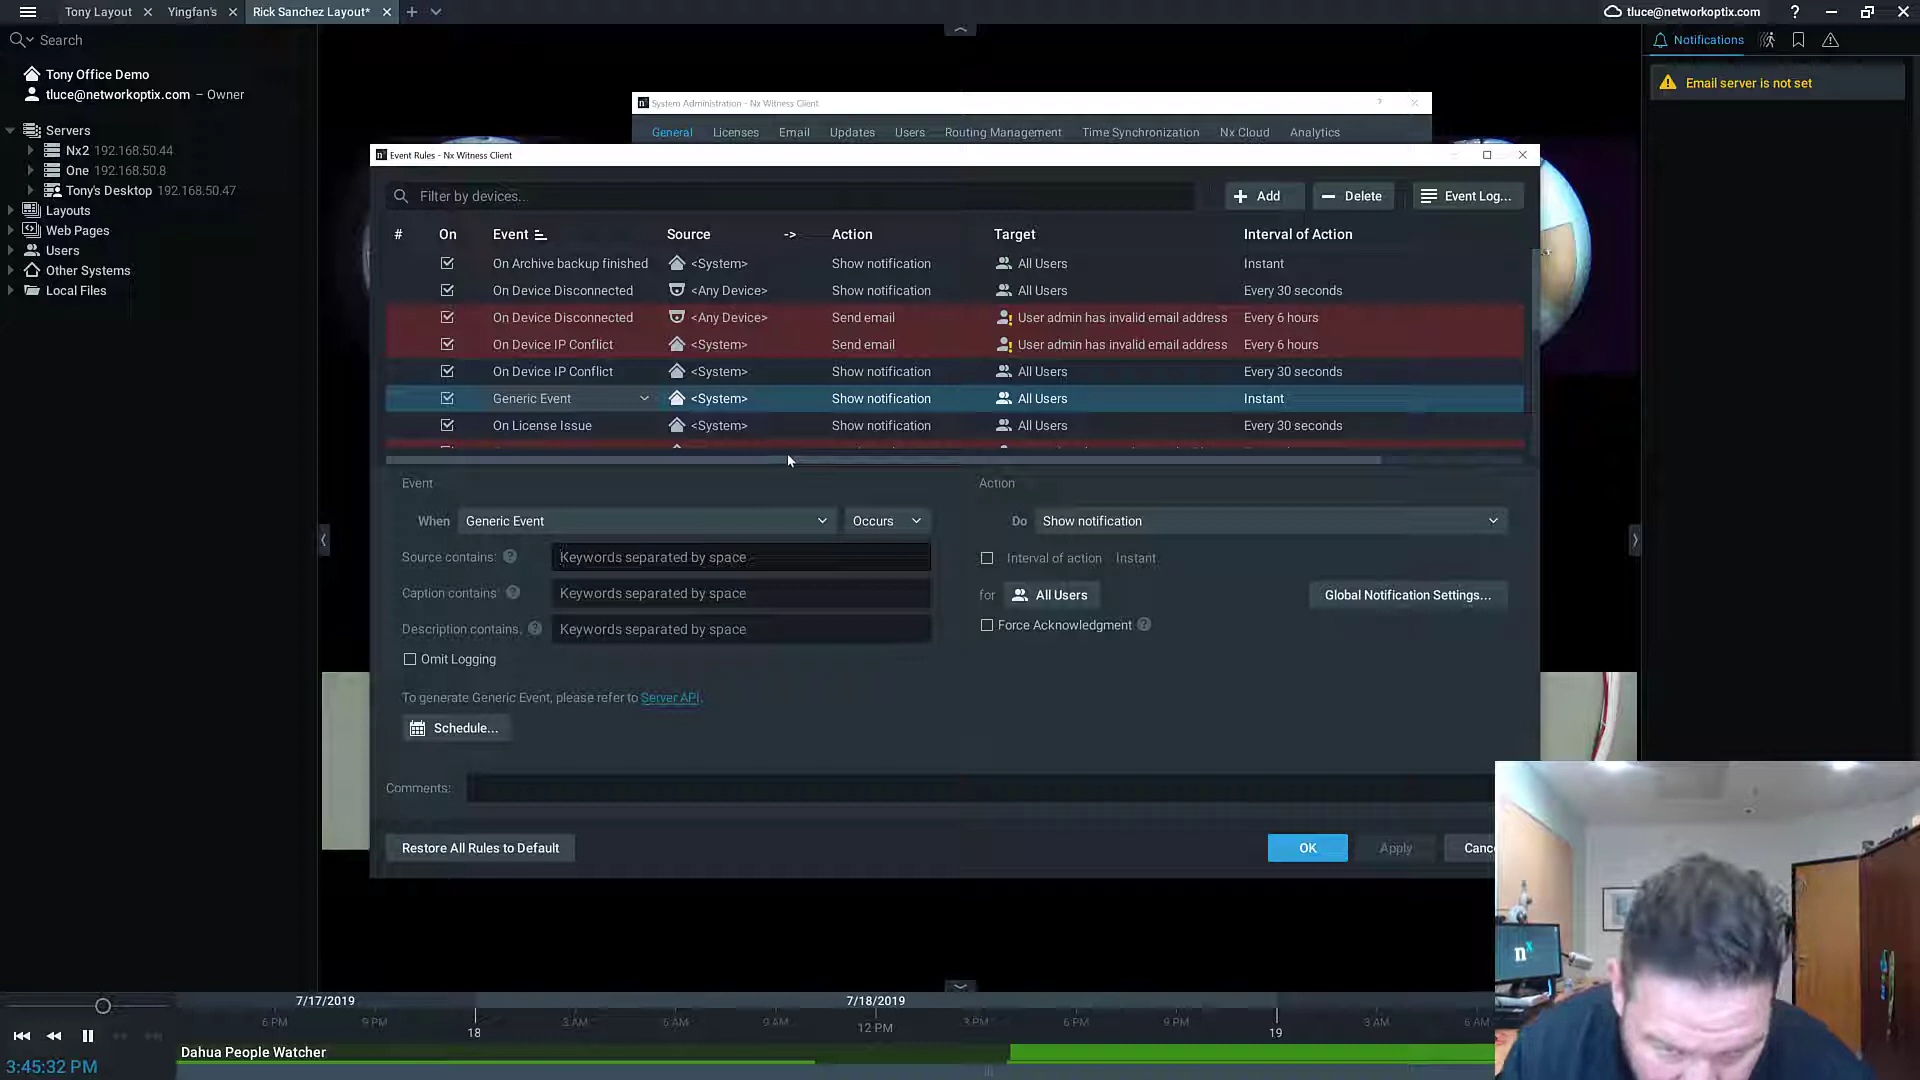 Tony Layout
Yingfan's
Rick Sanchez Layout*
tluce@networkoptix.com
?
Search
Notifications
Tony Office Demo
tluce@networkoptix.com – Owner
Email server is not set
Servers
Nx2 192.168.50.44
One 192.168.50.8
Tony's Desktop 192.168.50.47
Layouts
Web Pages
Users
Other Systems
Local Files
System Administration - Nx Witness Client
General Licenses Email Updates Users Routing Management Time Synchronization Nx Cloud Analytics
Event Rules - Nx Witness Client
Filter by devices...
Add
Delete
Event Log...
# On Event Source -> Action Target Interval of Action
On Archive backup finished <System> Show notification All Users Instant
On Device Disconnected <Any Device> Show notification All Users Every 30 seconds
On Device Disconnected <Any Device> Send email User admin has invalid email address Every 6 hours
On Device IP Conflict <System> Send email User admin has invalid email address Every 6 hours
On Device IP Conflict <System> Show notification All Users Every 30 seconds
Generic Event <System> Show notification All Users Instant
On License Issue <System> Show notification All Users Every 30 seconds
Event
When Generic Event Occurs
Source contains: ? Keywords separated by space
Caption contains ? Keywords separated by space
Description contains. ? Keywords separated by space
Omit Logging
To generate Generic Event, please refer to Server API.
Schedule...
Action
Do Show notification
Interval of action Instant
for All Users
Global Notification Settings...
Force Acknowledgment ?
Comments:
Restore All Rules to Default
OK
Apply
Cance
nx
7/17/2019
7/18/2019
6 PM 9 PM 18 3 AM 6 AM 9 AM 12 PM 3 PM 6 PM 9 PM 19 3 AM 6 AM
Dahua People Watcher
3:45:32 PM